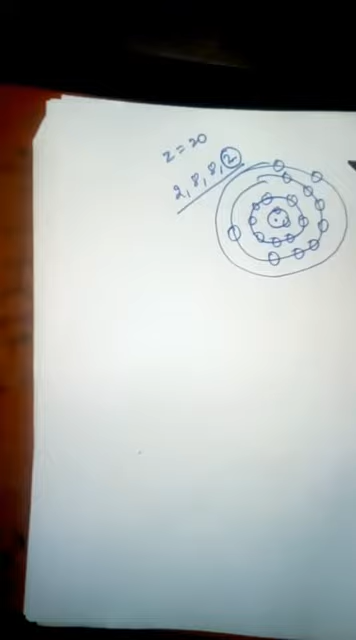 z = 20
2, 8, 8, 2